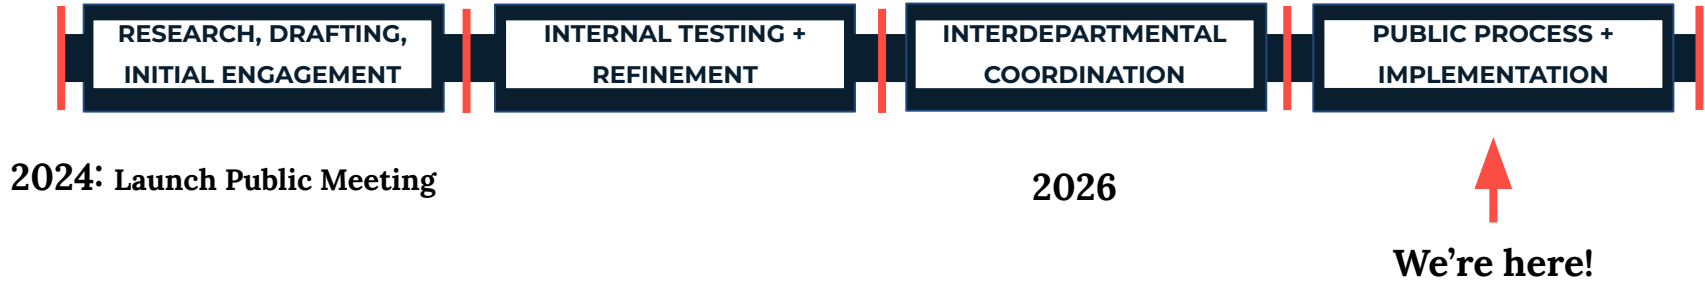 RESEARCH, DRAFTING,
INITIAL ENGAGEMENT
INTERNAL TESTING +
REFINEMENT
INTERDEPARTMENTAL
COORDINATION
PUBLIC PROCESS +
IMPLEMENTATION
2024: Launch Public Meeting
2026
We’re here!